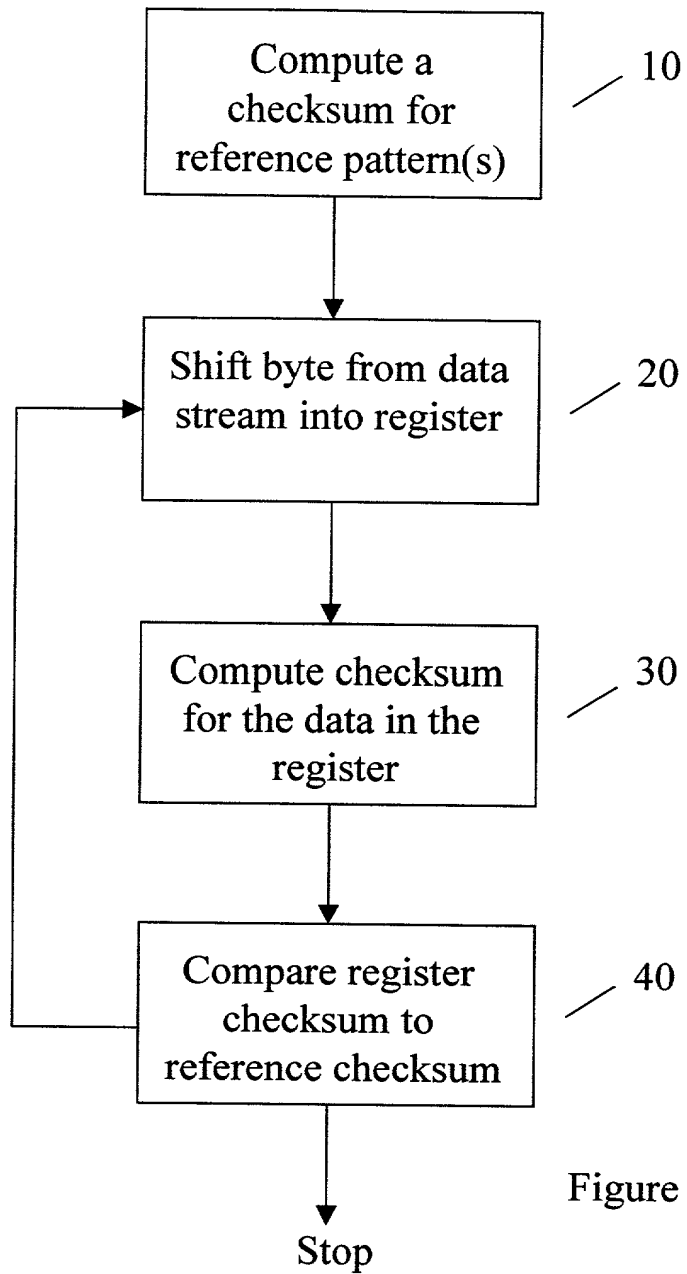 Compute a
checksum for
reference pattern(s)
10
Shift byte from data
stream into register
20
Compute checksum
for the data in the
register
30
Compare register
checksum to
reference checksum
40
Figure
Stop